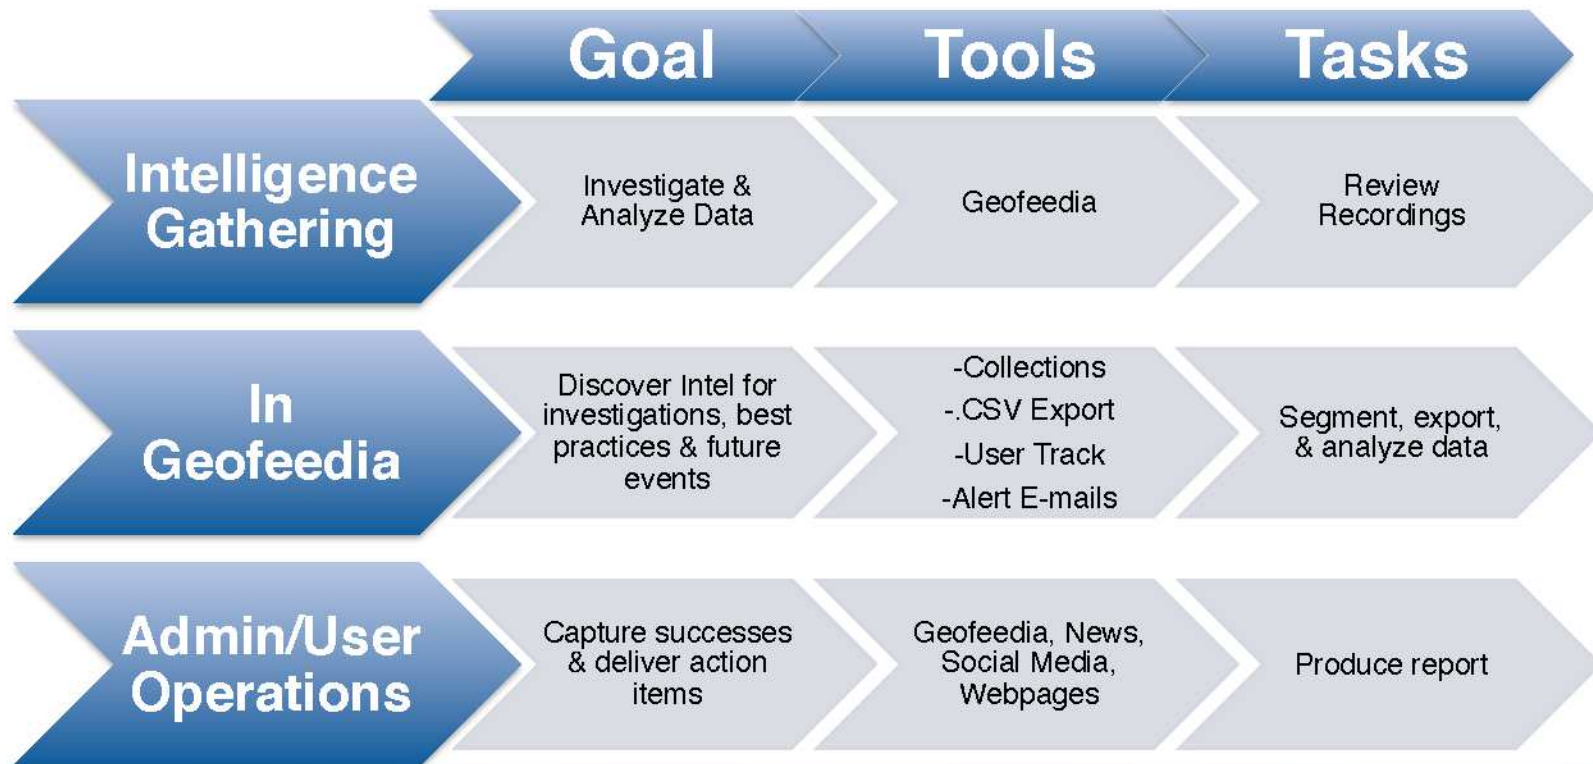 Goal
Tools
Tasks
Intelligence
Gathering
Investigate &
Analyze Data
Geofeedia
Review
Recordings
In
Geofeedia
Discover Intel for
investigations, best
practices & future
events
-Collections
-.CSV Export
-User Track
-Alert E-mails
Segment, export,
& analyze data
Admin/User
Operations
Capture successes
& deliver action
items
Geofeedia, News,
Social Media,
Webpages
Produce report